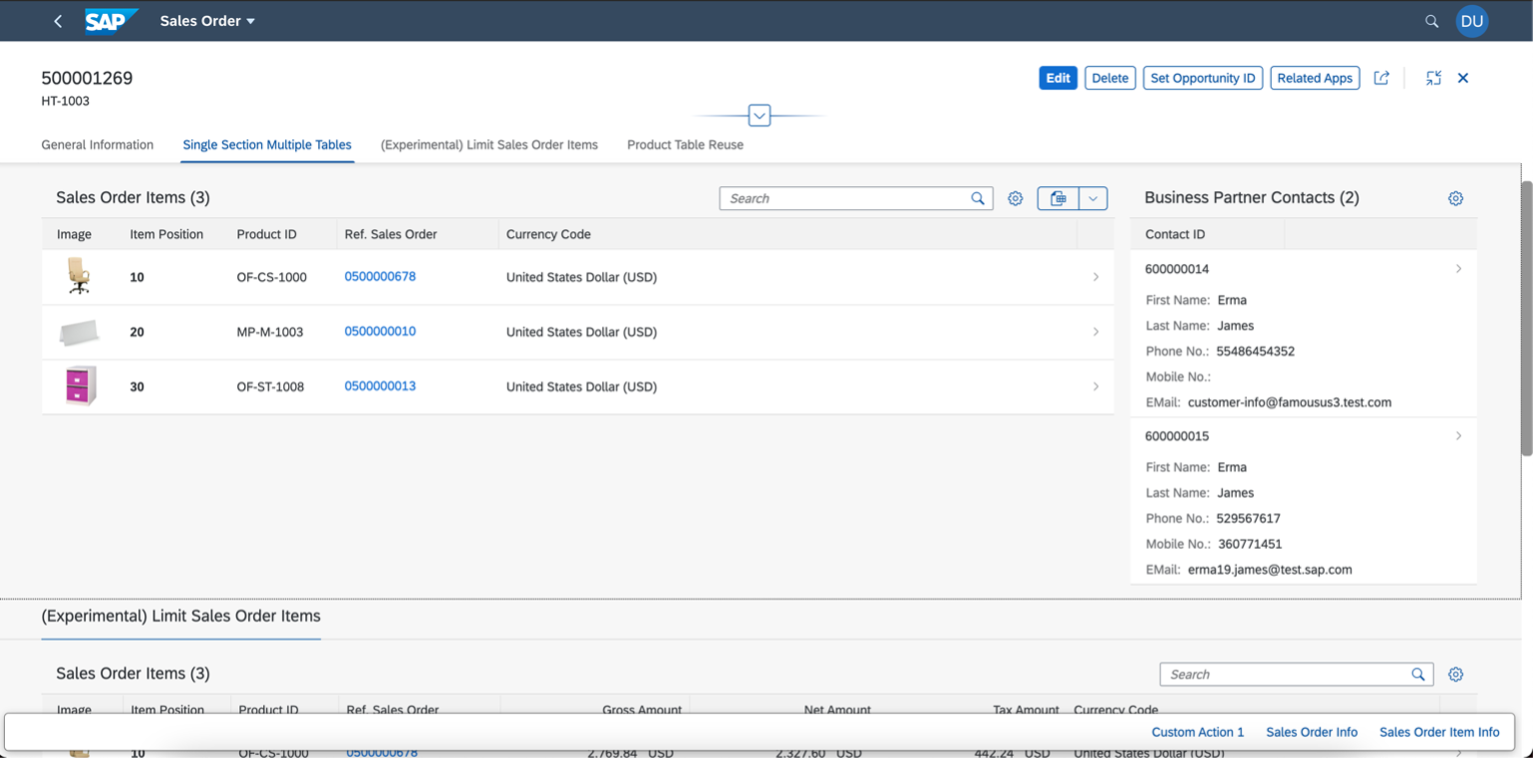 SAP Sales Order DU
500001269
HT-1003
Edit Delete Set Opportunity ID Related Apps
General Information Single Section Multiple Tables (Experimental) Limit Sales Order Items Product Table Reuse
Sales Order Items (3) Search
Image Item Position Product ID Ref. Sales Order Currency Code
10 OF-CS-1000 0500000678 United States Dollar (USD)
20 MP-M-1003 0500000010 United States Dollar (USD)
30 OF-ST-1008 0500000013 United States Dollar (USD)
Business Partner Contacts (2)
Contact ID
600000014
First Name: Erma
Last Name: James
Phone No.: 55486454352
Mobile No.:
EMail: customer-info@famousus3.test.com
600000015
First Name: Erma
Last Name: James
Phone No.: 529567617
Mobile No.: 360771451
EMail: erma19.james@test.sap.com
(Experimental) Limit Sales Order Items
Sales Order Items (3) Search
Image Item Position Product ID Ref. Sales Order Gross Amount Net Amount Tax Amount Currency Code
Custom Action 1 Sales Order Info Sales Order Item Info
10 OF-CS-1000 0500000678 2,769.84 USD 2,327.60 USD 442.24 USD United States Dollar (USD)